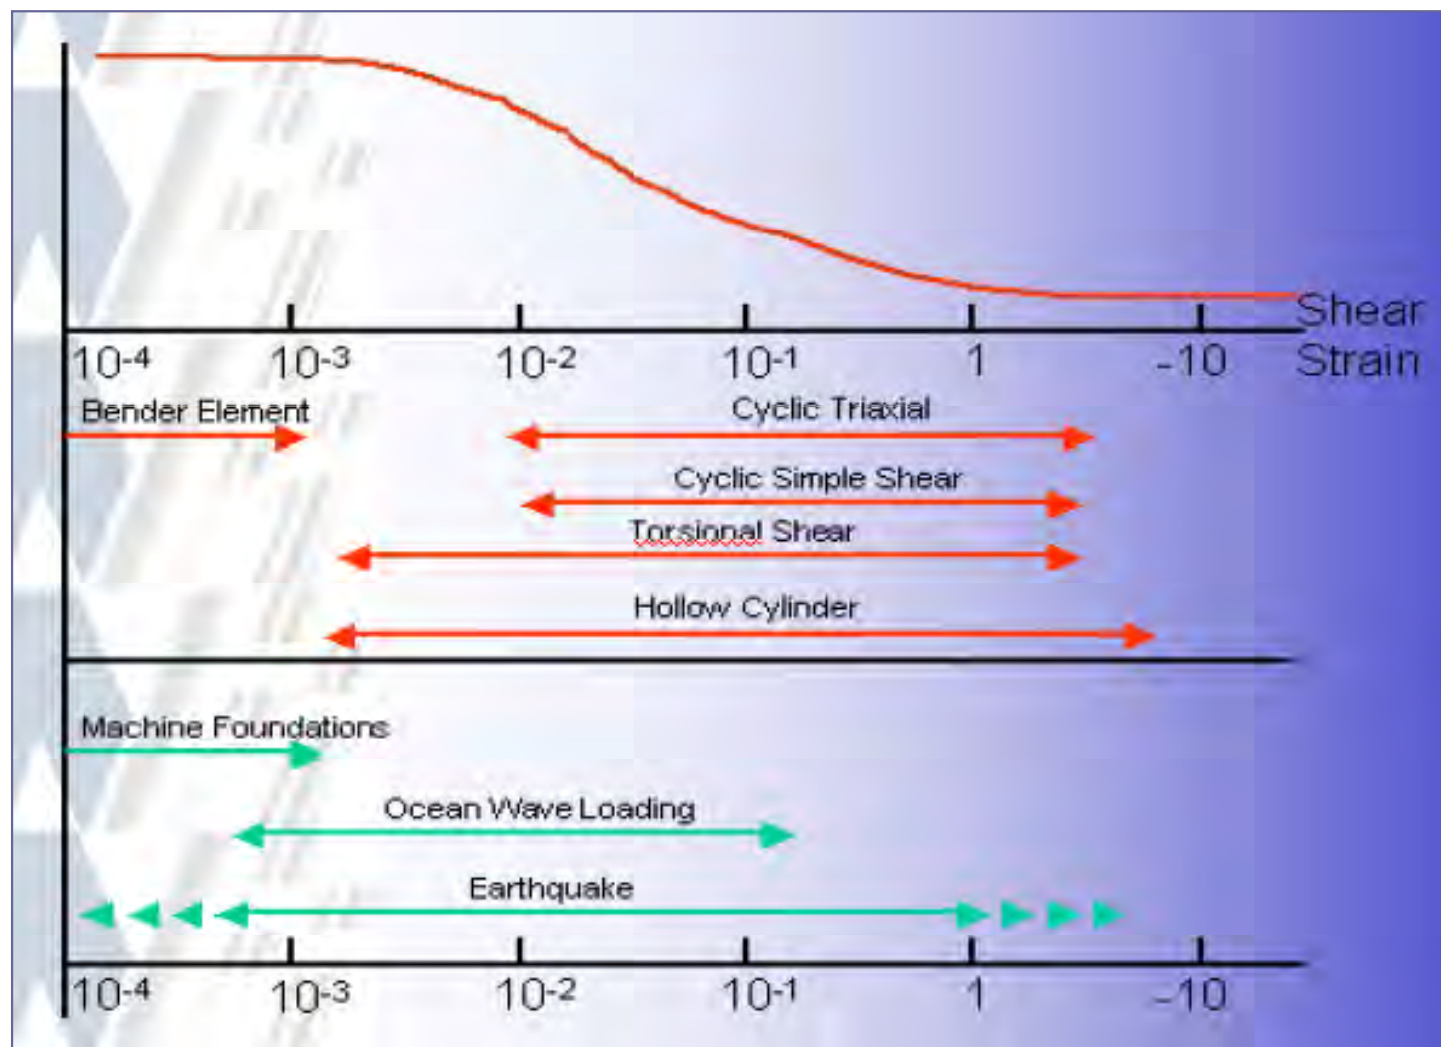 Shear
Strain
10-4 10-3 10-2 10-1 1 -10
Bender Element
Cyclic Triaxial
Cyclic Simple Shear
Torsional Shear
Hollow Cylinder
Machine Foundations
Ocean Wave Loading
Earthquake
10-4 10-3 10-2 10-1 1 -10